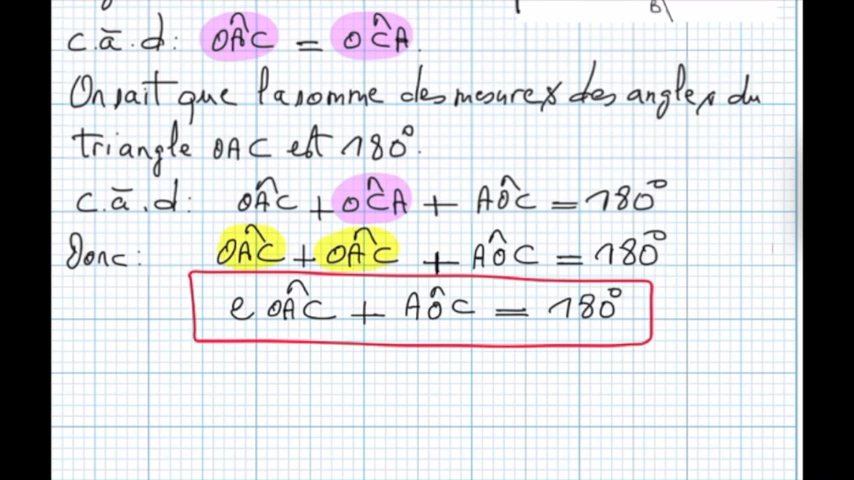 B
c.ā.d: OÂC = OĈA.
On sait que la somme des mesures des angles du
triangle OAC est 180°.
c.ā.d: OÂC + OĈA + AÔC = 180°
Donc: OÂC + OÂC + AÔC = 180°
e OÂC + AÔC = 180°